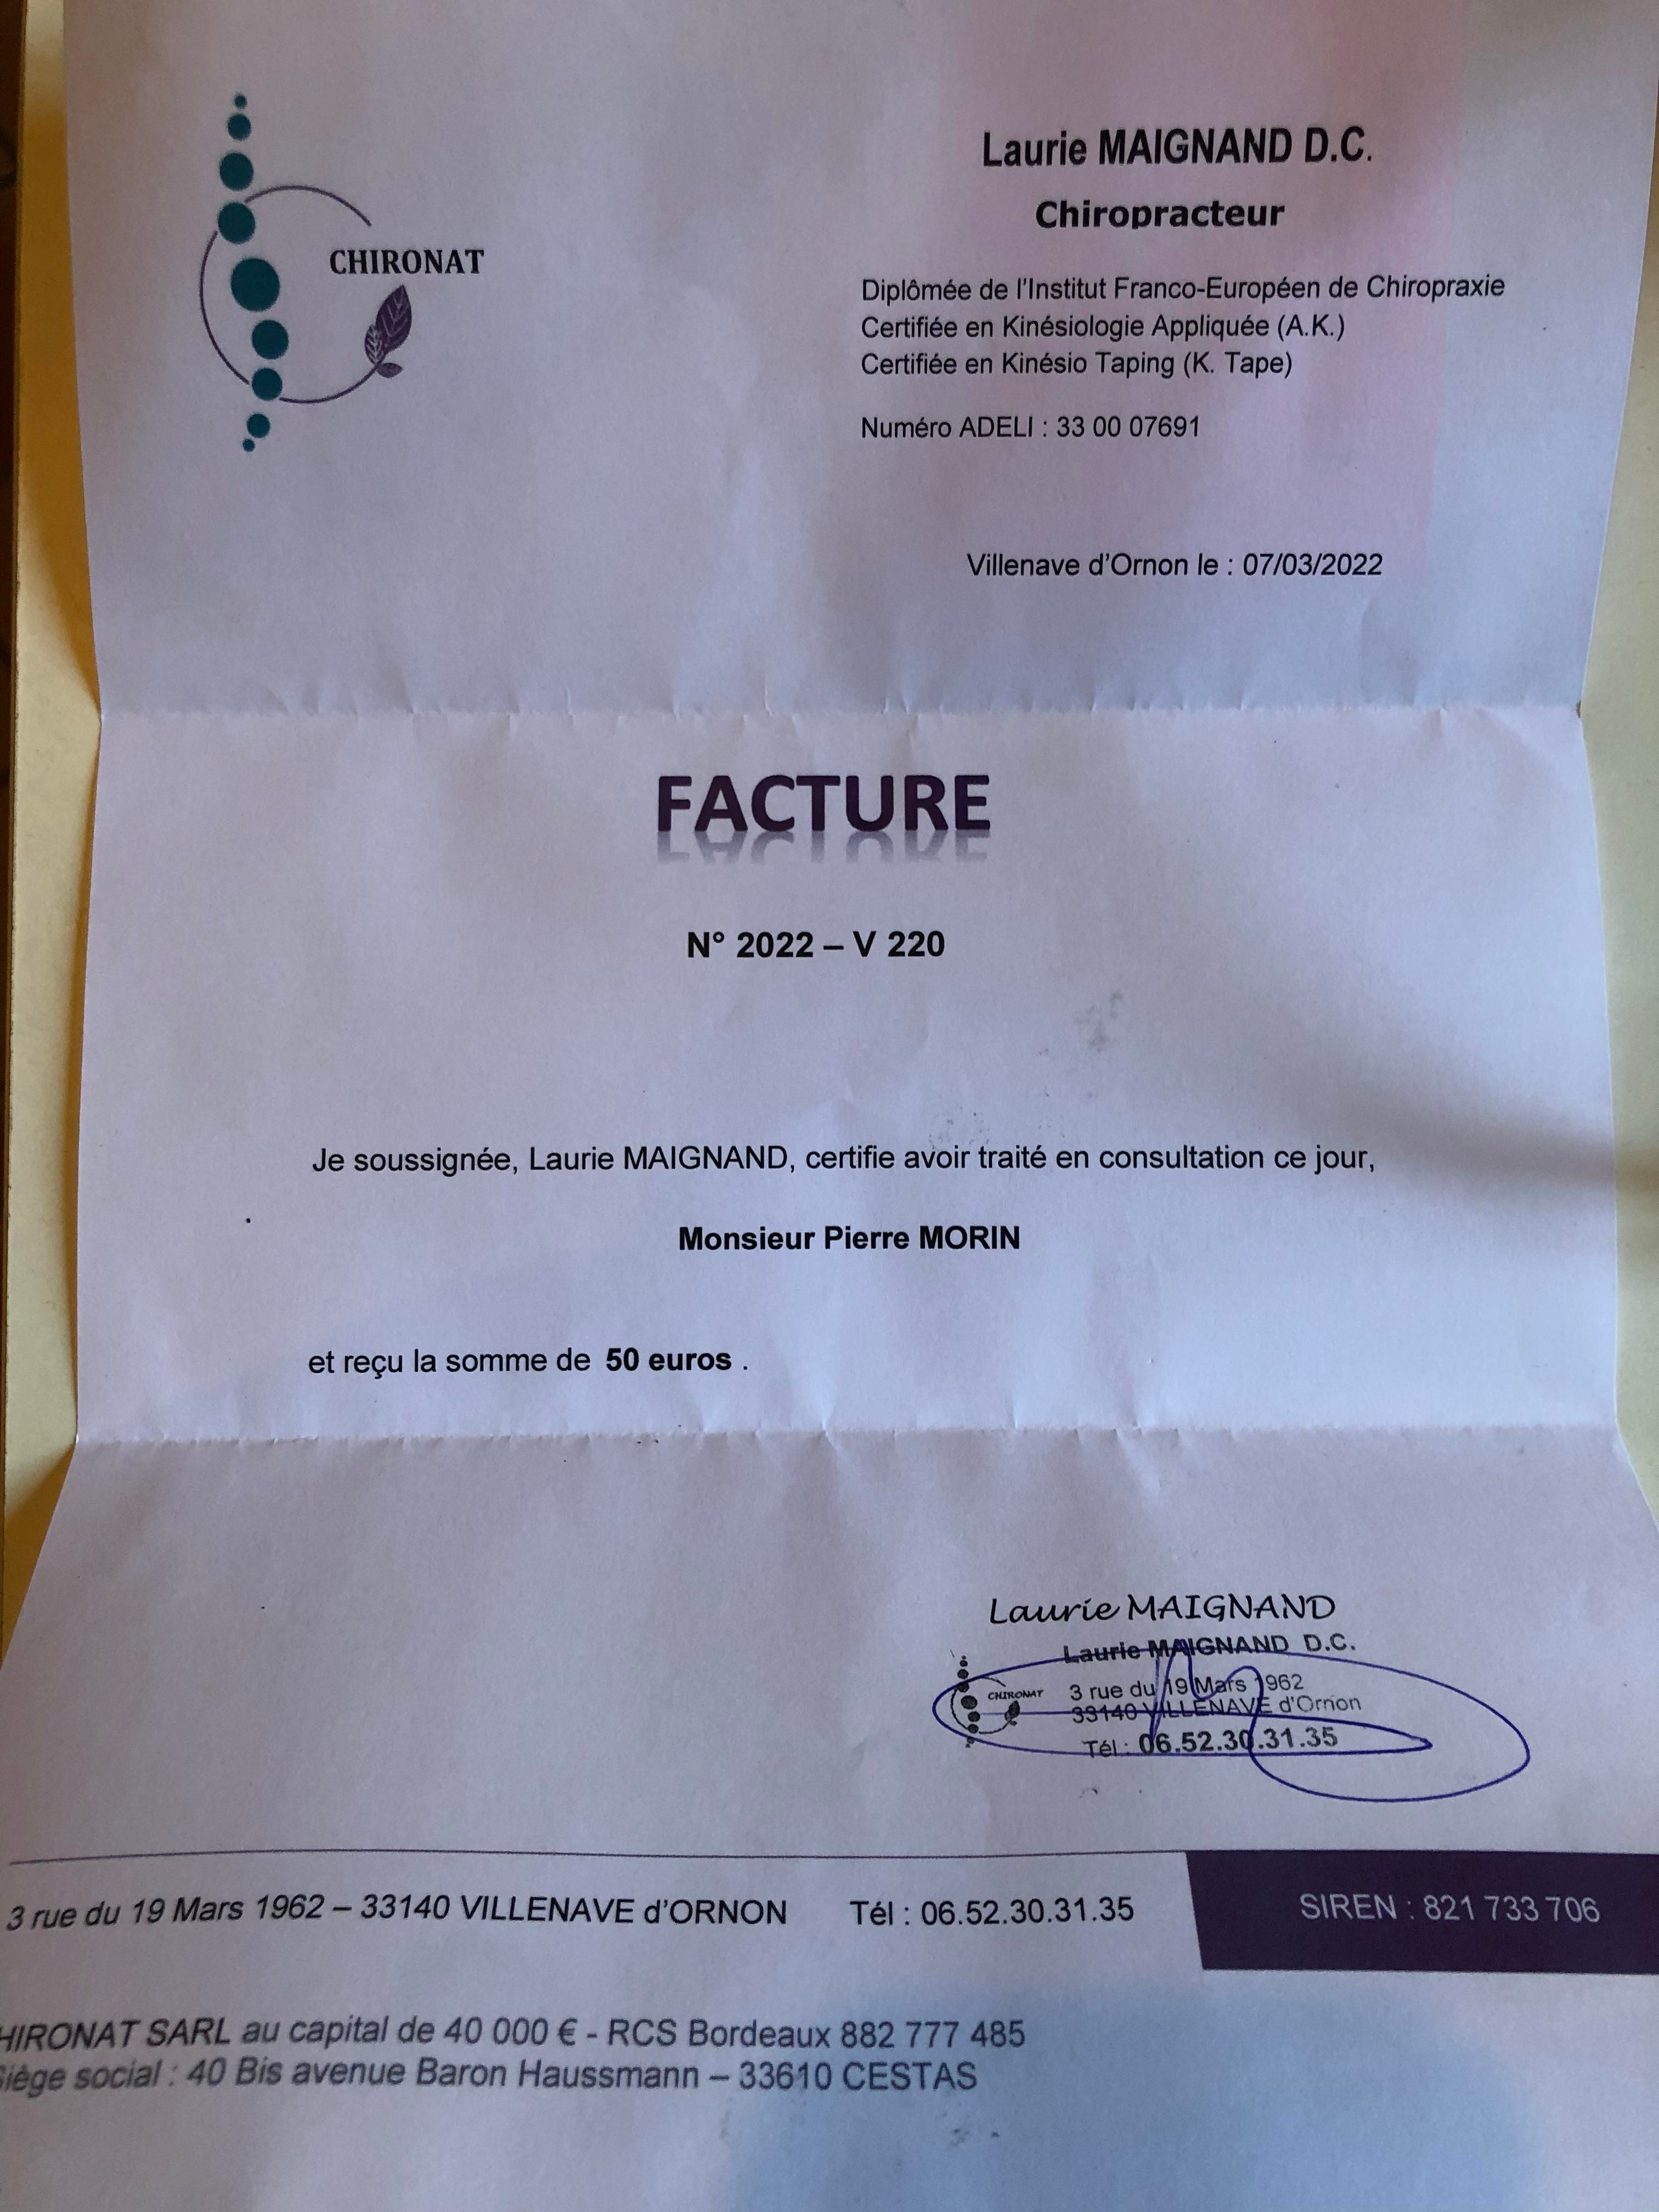 CHIRONAT
Laurie MAIGNAND D.C.
Chiropracteur
Diplômée de l'Institut Franco-Européen de Chiropraxie
Certifiée en Kinésiologie Appliquée (A.K.)
Certifiée en Kinésio Taping (K. Tape)
Numéro ADELI : 33 00 07691
Villenave d'Ornon le : 07/03/2022
FACTURE
N° 2022 – V 220
Je soussignée, Laurie MAIGNAND, certifie avoir traité en consultation ce jour,
Monsieur Pierre MORIN
et reçu la somme de 50 euros .
Laurie MAIGNAND
Laurie MAIGNAND D.C.
CHIRONAT
3 rue du 19 Mars 1962
33140 VILLENAVE d'Ornon
Tél : 06.52.30.31.35
3 rue du 19 Mars 1962 – 33140 VILLENAVE d'ORNON Tél : 06.52.30.31.35 SIREN : 821 733 706
HIRONAT SARL au capital de 40 000 € - RCS Bordeaux 882 777 485
Siège social : 40 Bis avenue Baron Haussmann – 33610 CESTAS